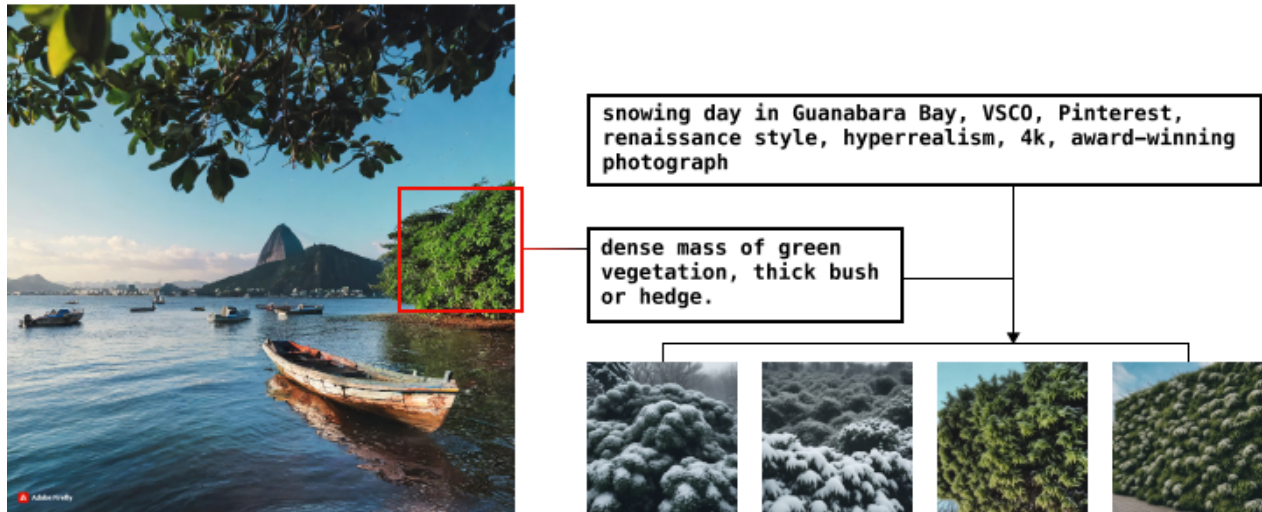 snowing day in Guanabara Bay, VSCO, Pinterest,
renaissance style, hyperrealism, 4k, award-winning
photograph
dense mass of green
vegetation, thick bush
or hedge.
Adobe Firefly